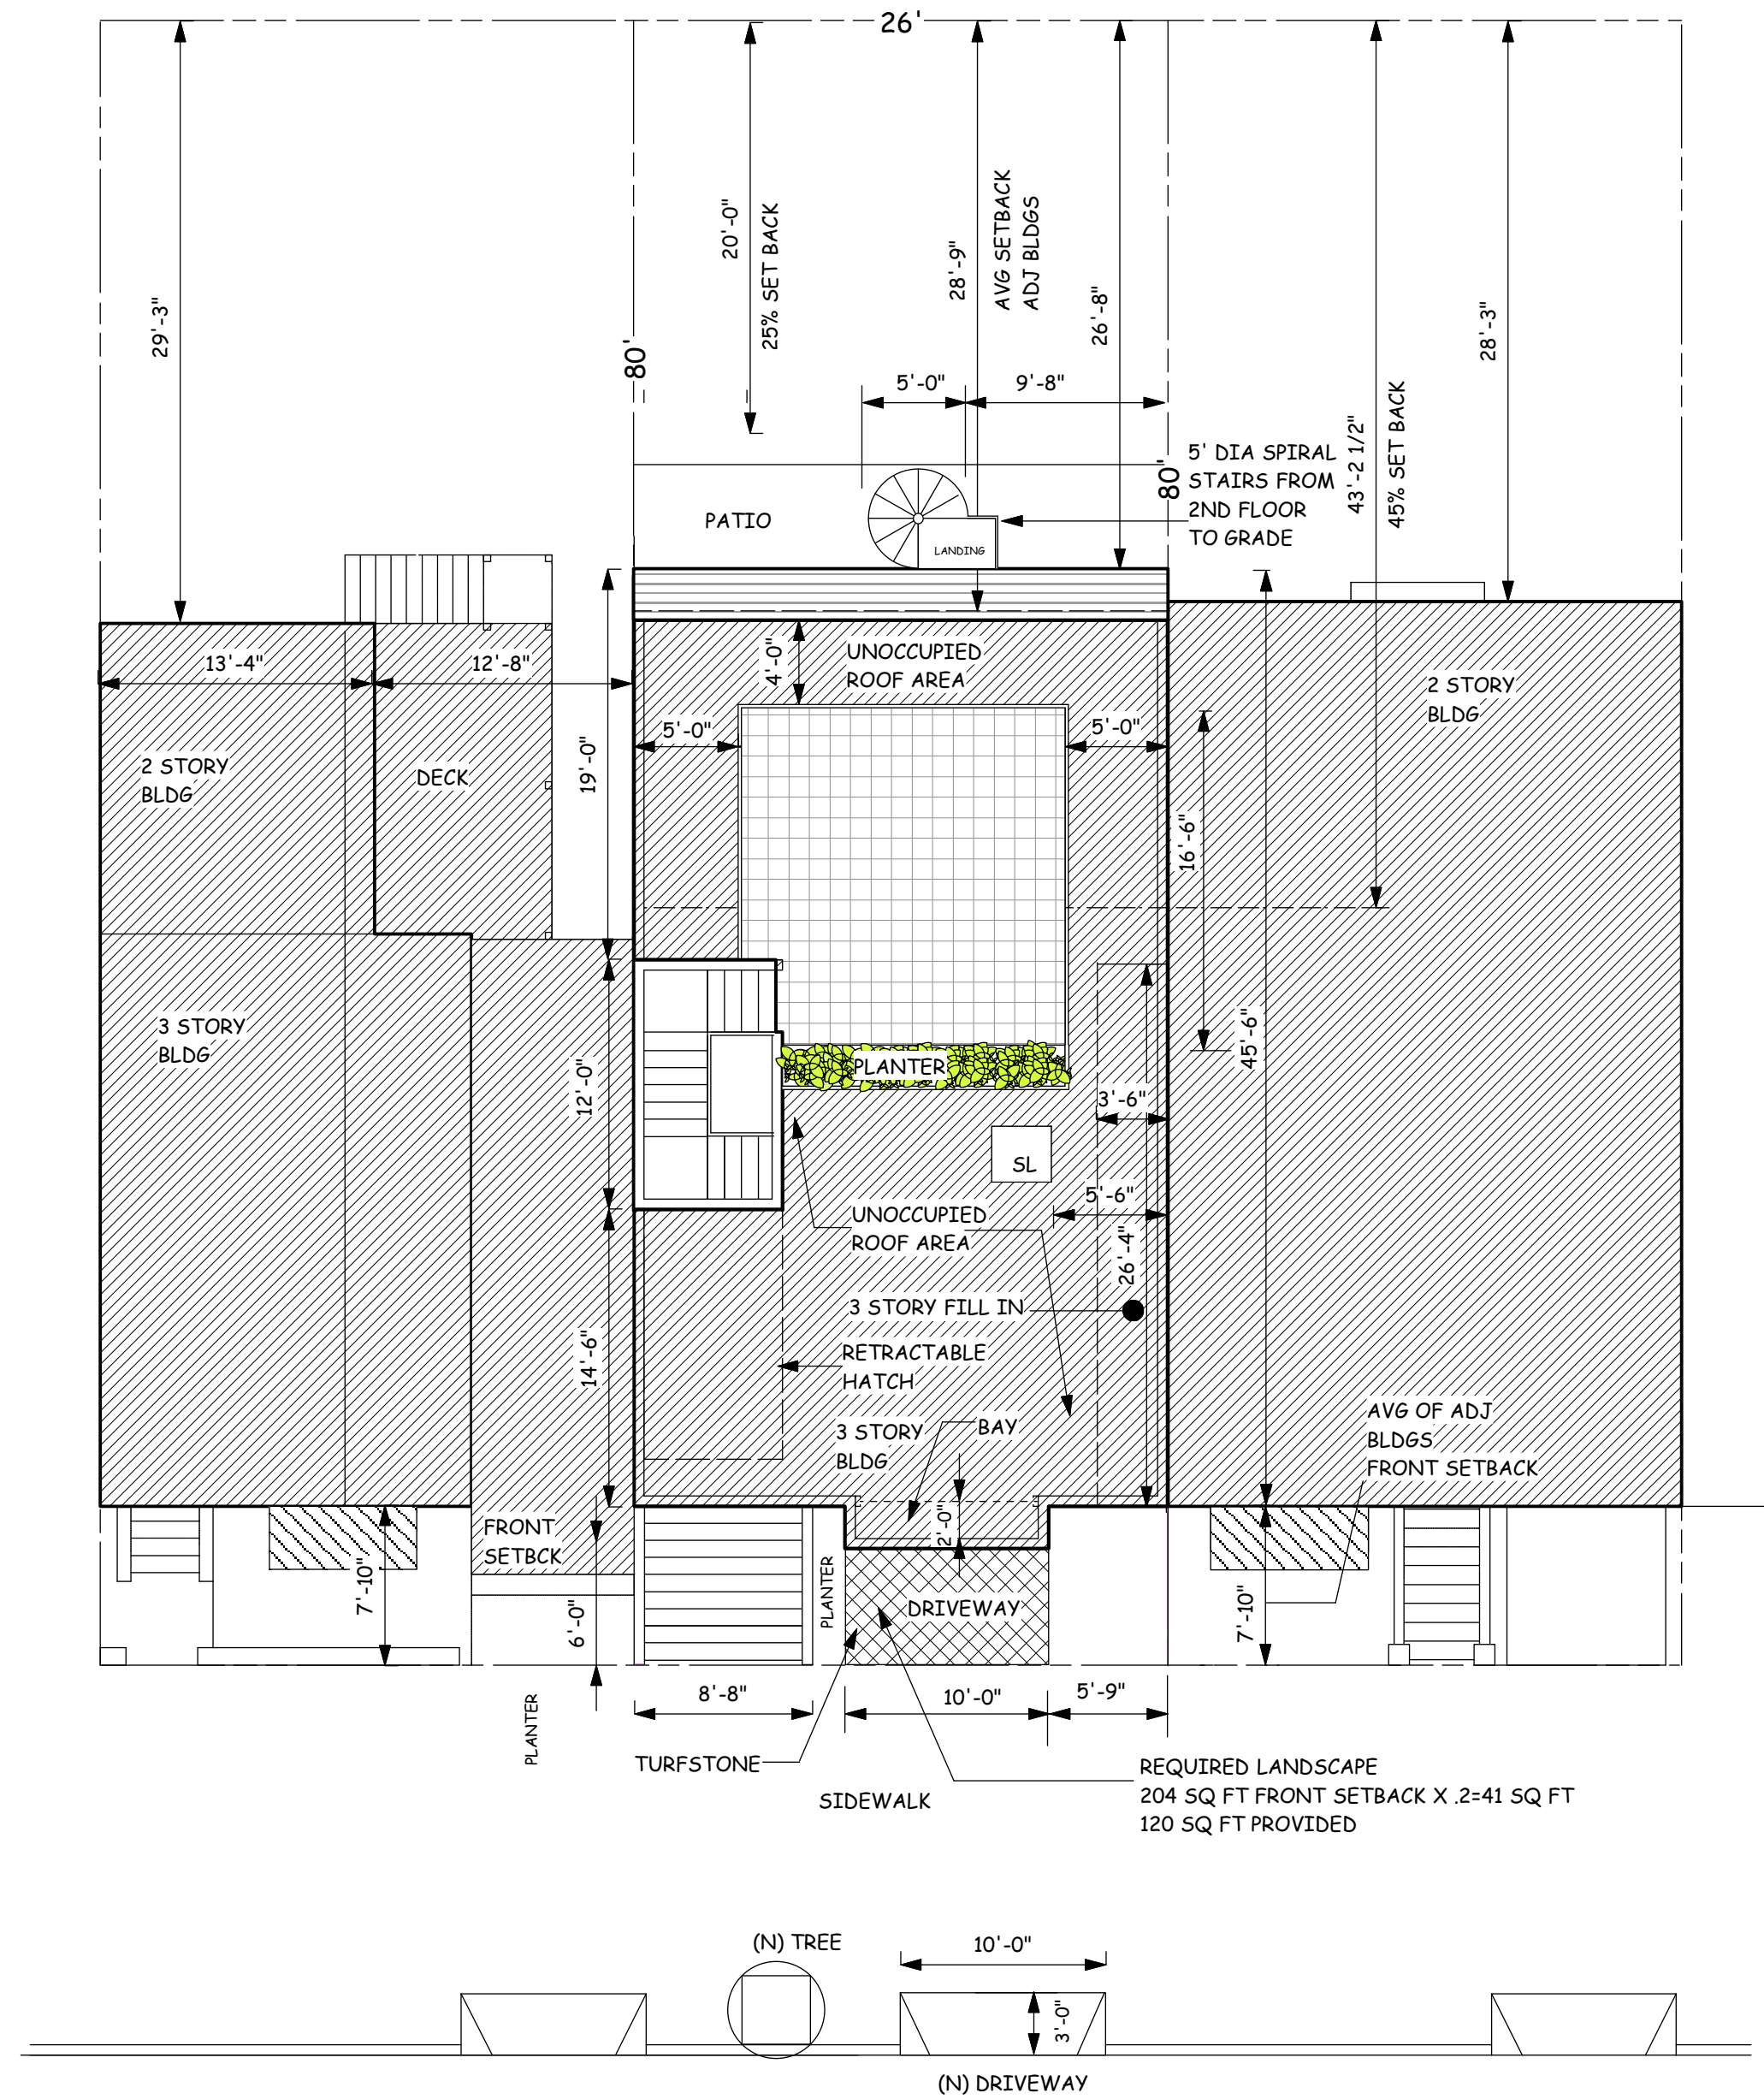 26'
29'-3"
20'-0"
25% SET BACK
28'-9"
AVG SETBACK
ADJ BLDGS
26'-8"
43'-2 1/2"
45% SET BACK
28'-3"
80'
80'
5'-0"
9'-8"
5' DIA SPIRAL
STAIRS FROM
2ND FLOOR
TO GRADE
PATIO
LANDING
13'-4"
12'-8"
4'-0"
UNOCCUPIED
ROOF AREA
2 STORY
BLDG
5'-0"
5'-0"
2 STORY
BLDG
DECK
19'-0"
16'-6"
3 STORY
BLDG
45'-6"
PLANTER
12'-0"
3'-6"
SL
5'-6"
UNOCCUPIED
ROOF AREA
26'-4"
3 STORY FILL IN
14'-6"
RETRACTABLE
HATCH
3 STORY
BLDG
BAY
AVG OF ADJ
BLDGS
FRONT SETBACK
FRONT
SETBCK
2'-0"
7'-10"
6'-0"
PLANTER
DRIVEWAY
7'-10"
8'-8"
10'-0"
5'-9"
PLANTER
TURFSTONE
SIDEWALK
REQUIRED LANDSCAPE
204 SQ FT FRONT SETBACK X .2=41 SQ FT
120 SQ FT PROVIDED
(N) TREE
10'-0"
3'-0"
(N) DRIVEWAY